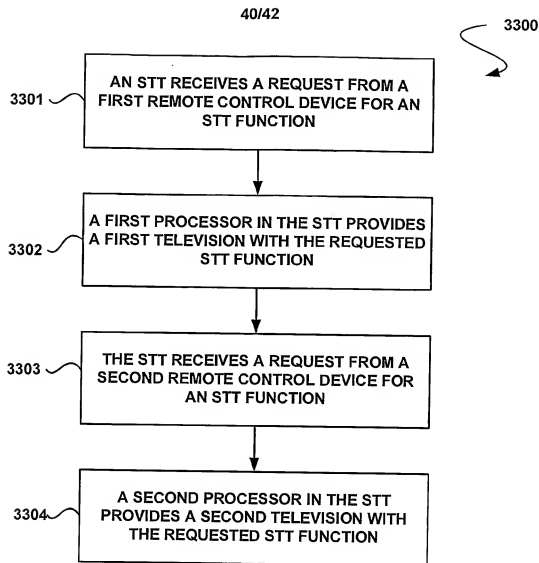 40/42
3300
3301
AN STT RECEIVES A REQUEST FROM A
FIRST REMOTE CONTROL DEVICE FOR AN
STT FUNCTION
3302
A FIRST PROCESSOR IN THE STT PROVIDES
A FIRST TELEVISION WITH THE REQUESTED
STT FUNCTION
3303
THE STT RECEIVES A REQUEST FROM A
SECOND REMOTE CONTROL DEVICE FOR
AN STT FUNCTION
3304
A SECOND PROCESSOR IN THE STT
PROVIDES A SECOND TELEVISION WITH
THE REQUESTED STT FUNCTION